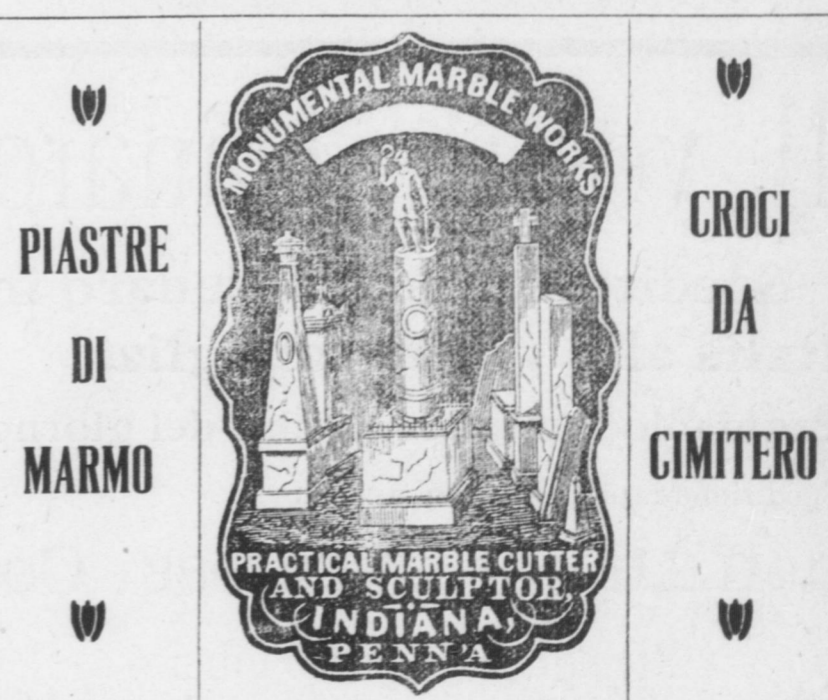 PIASTRE
DI
MARMO
MONUMENTAL MARBLE WORKS
PRACTICAL MARBLE CUTTER
AND SCULPTOR,
INDIANA,
PENN'A
CROCI
DA
CIMITERO